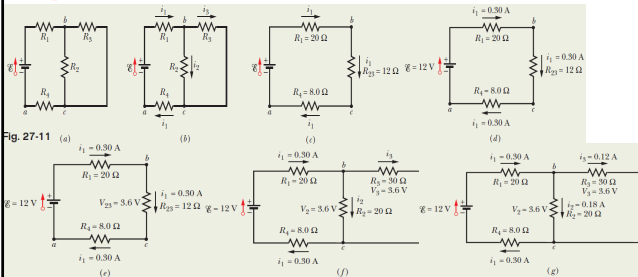 b
R₁
R₃
ℰ
+
−
R₂
R₄
a
c
Fig. 27-11 (a)
i₁
i₃
b
R₁
R₃
ℰ
+
−
R₂
i₂
R₄
a
c
i₁
(b)
i₁
b
R₁ = 20 Ω
ℰ
+
−
i₁
R₂₃ = 12 Ω
R₄ = 8.0 Ω
a
c
i₁
(c)
i₁ = 0.30 A
b
R₁ = 20 Ω
ℰ = 12 V
+
−
i₁ = 0.30 A
R₂₃ = 12 Ω
R₄ = 8.0 Ω
a
c
i₁ = 0.30 A
(d)
i₁ = 0.30 A
b
R₁ = 20 Ω
ℰ = 12 V
+
−
V₂₃ = 3.6 V
i₁ = 0.30 A
R₂₃ = 12 Ω
R₄ = 8.0 Ω
a
c
i₁ = 0.30 A
(e)
i₁ = 0.30 A
i₃
b
R₁ = 20 Ω
R₃ = 30 Ω
V₃ = 3.6 V
ℰ = 12 V
+
−
V₂ = 3.6 V
i₂
R₂ = 20 Ω
R₄ = 8.0 Ω
c
i₁ = 0.30 A
(f)
i₁ = 0.30 A
i₃ = 0.12 A
b
R₁ = 20 Ω
R₃ = 30 Ω
V₃ = 3.6 V
ℰ = 12 V
+
−
V₂ = 3.6 V
i₂ = 0.18 A
R₂ = 20 Ω
R₄ = 8.0 Ω
c
i₁ = 0.30 A
(g)